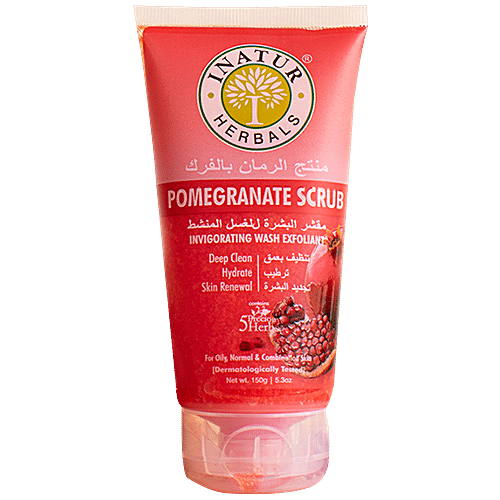 INATUR
®
HERBALS
منتج الرمان بالفرك
POMEGRANATE SCRUB
مقشر البشرة للغسل المنشط
INVIGORATING WASH EXFOLIANT
Deep Clean | تنظيف بعمق
Hydrate | ترطيب
Skin Renewal | تجديد البشرة
contains
5 Precious
Herbs
For Oily, Normal & Combination Skin
[Dermatologically Tested]
Net wt. 150g | 5.3oz